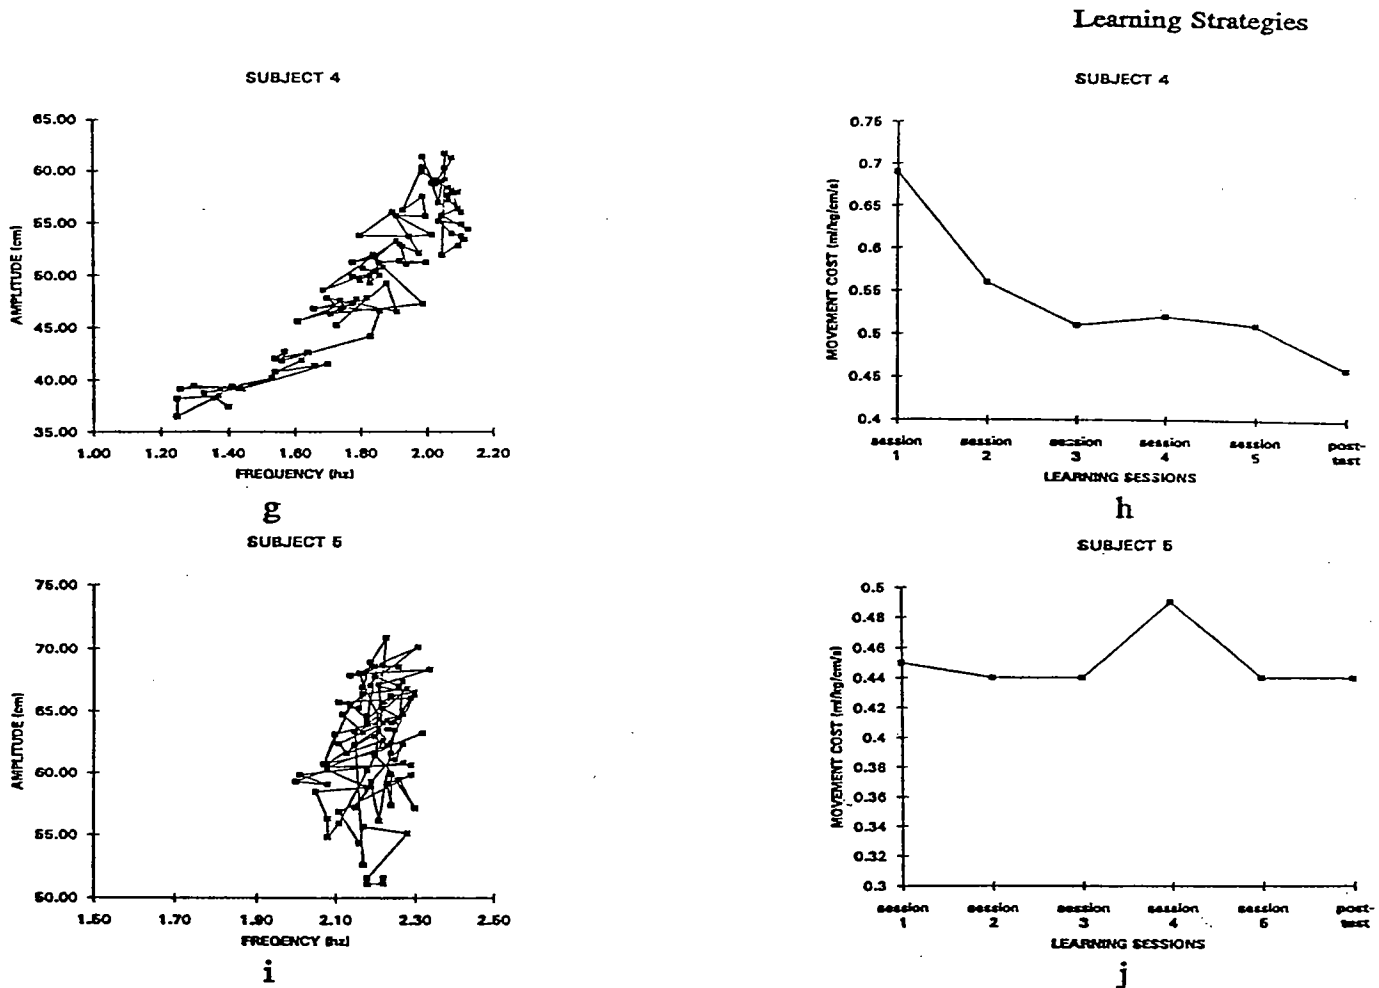 Learning Strategies
SUBJECT 4
65.00
60.00
55.00
50.00
45.00
40.00
35.00
AMPLITUDE (cm)
1.00 1.20 1.40 1.60 1.80 2.00 2.20
FREQUENCY (hz)
g
SUBJECT 4
0.75
0.7
0.65
0.6
0.55
0.5
0.45
0.4
MOVEMENT COST (ml/kg/cm/s)
session session session session session post-
1 2 3 4 5 test
LEARNING SESSIONS
h
SUBJECT 5
75.00
70.00
65.00
60.00
55.00
50.00
AMPLITUDE (cm)
1.50 1.70 1.90 2.10 2.30 2.50
FREQENCY (hz)
i
SUBJECT 5
0.5
0.48
0.46
0.44
0.42
0.4
0.38
0.36
0.34
0.32
0.3
MOVEMENT COST (ml/kg/cm/s)
session session session session session post-
1 2 3 4 5 test
LEARNING SESSIONS
j